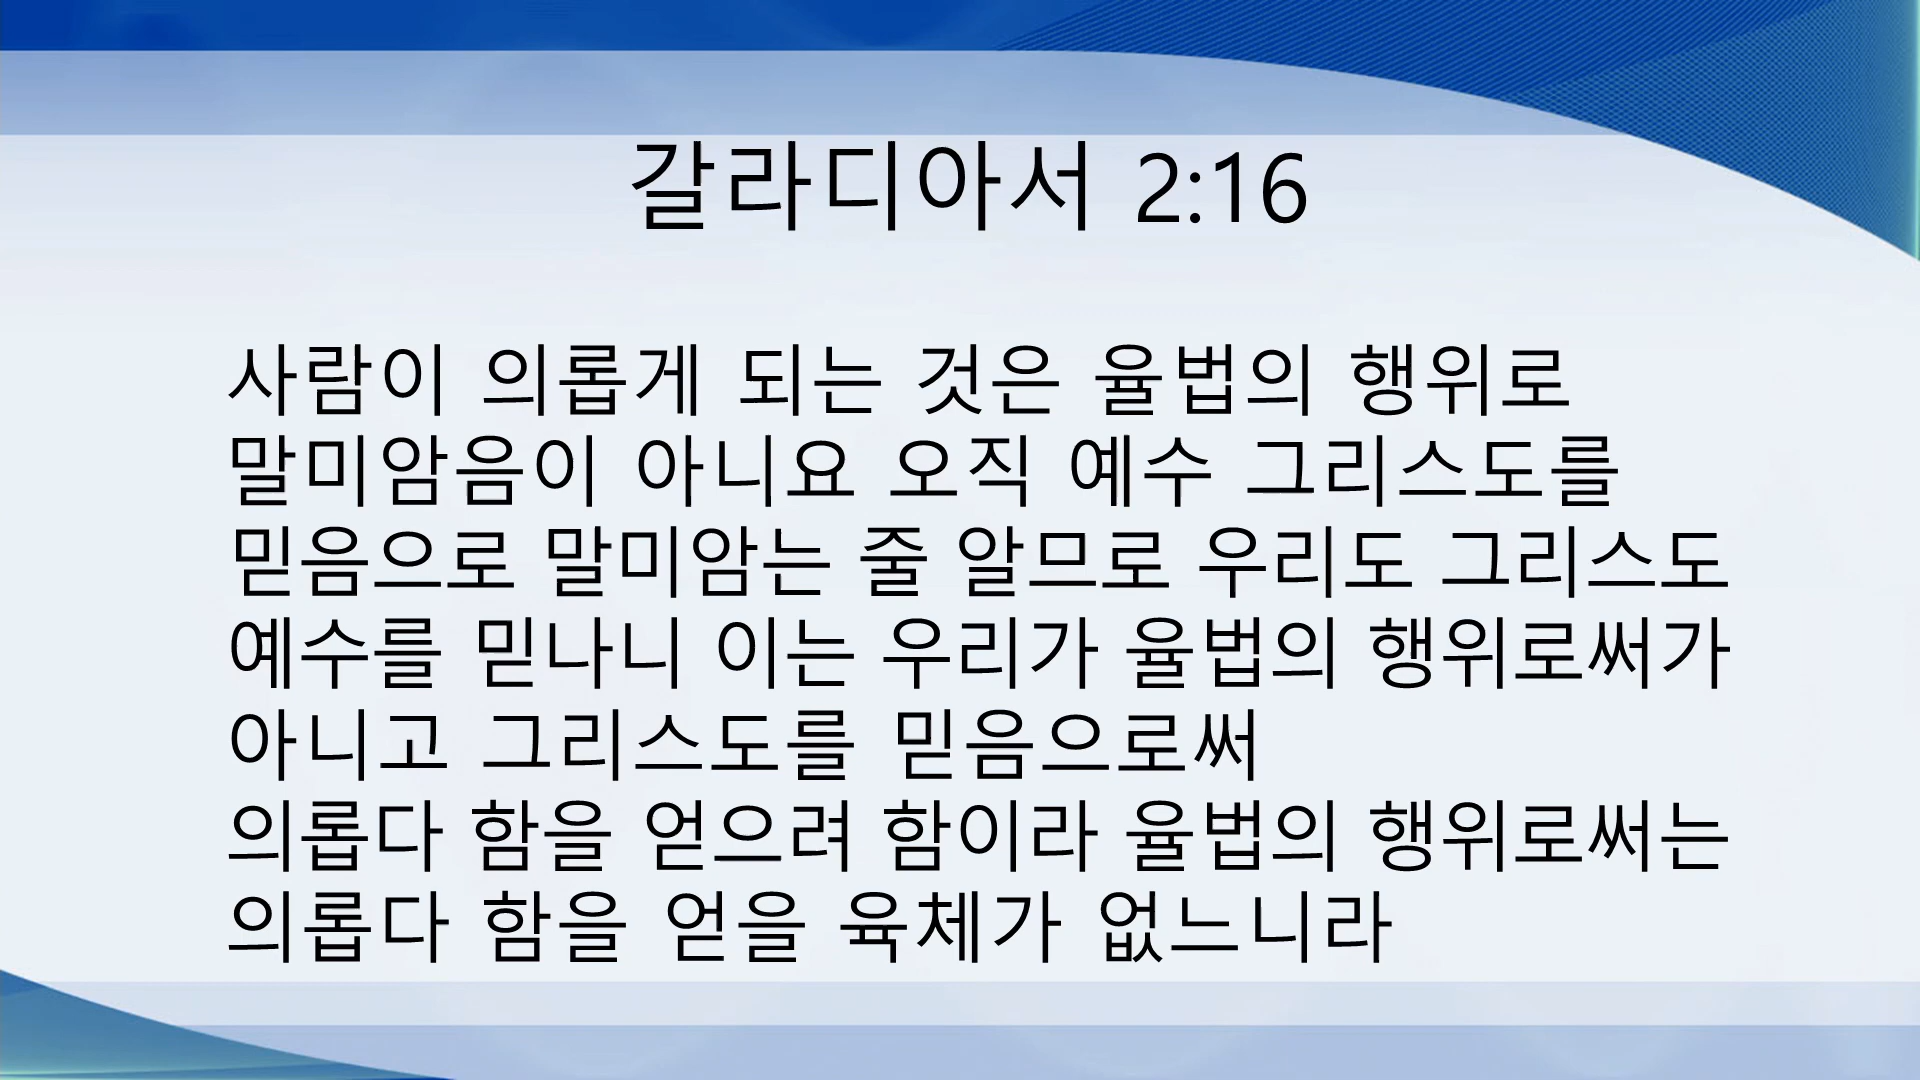 갈라디아서 2:16
사람이 의롭게 되는 것은 율법의 행위로
말미암음이 아니요 오직 예수 그리스도를
믿음으로 말미암는 줄 알므로 우리도 그리스도
예수를 믿나니 이는 우리가 율법의 행위로써가
아니고 그리스도를 믿음으로써
의롭다 함을 얻으려 함이라 율법의 행위로써는
의롭다 함을 얻을 육체가 없느니라